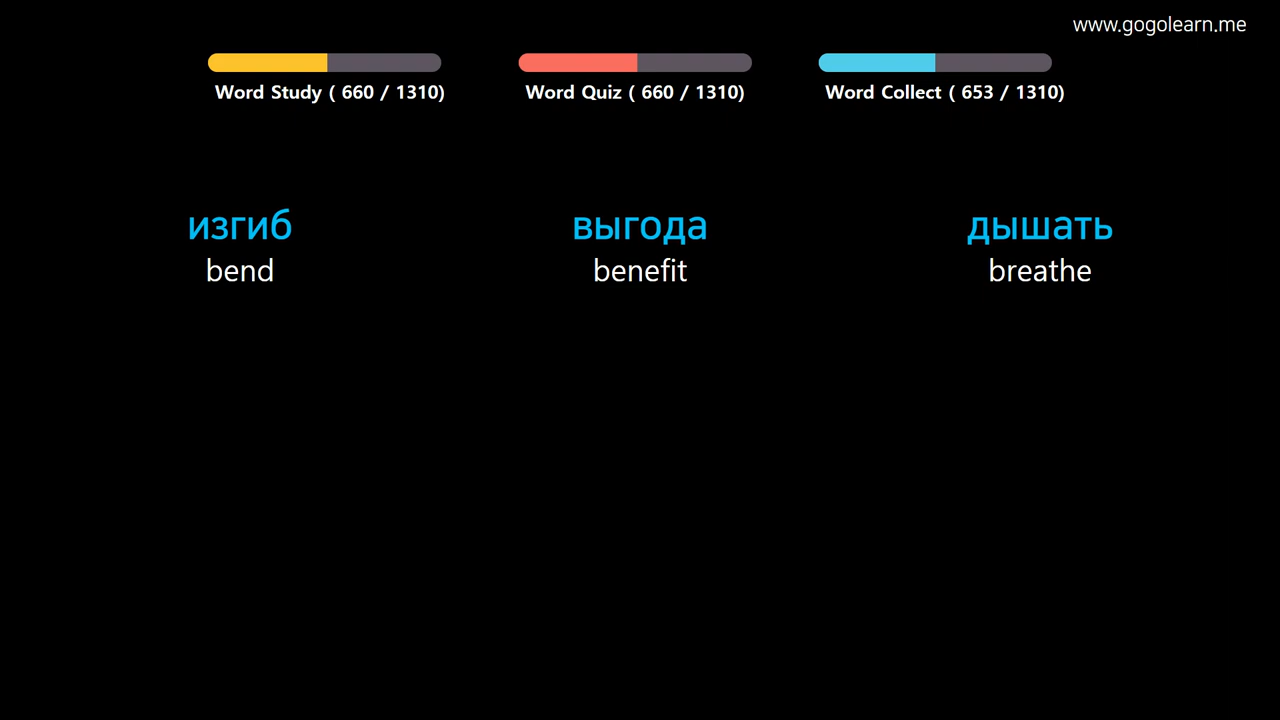 www.gogolearn.me
Word Study ( 660 / 1310)
Word Quiz ( 660 / 1310)
Word Collect ( 653 / 1310)
изгиб
bend
выгода
benefit
дышать
breathe